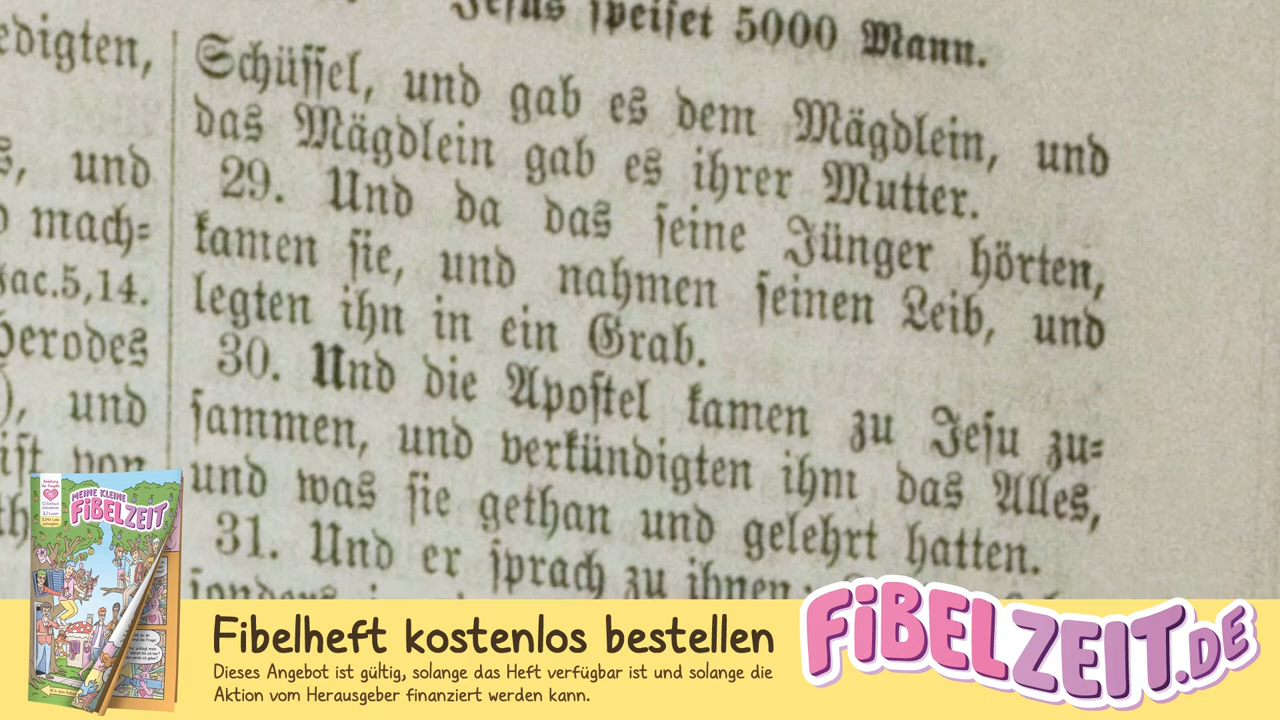 Jesus speiset 5000 Mann.
edigten,
s, und
mach=
Jac.5,14.
Herodes
), und
ist von
Schüssel, und gab es dem Mägdlein, und
das Mägdlein gab es ihrer Mutter.
29. Und da das seine Jünger hörten,
kamen sie, und nahmen seinen Leib, und
legten ihn in ein Grab.
30. Und die Apostel kamen zu Jesu zu=
sammen, und verkündigten ihm das Alles,
und was sie gethan und gelehrt hatten.
31. Und er sprach zu ihnen
MEINE KLEINE
FiBELZEIT
Fibelheft kostenlos bestellen
Dieses Angebot ist gültig, solange das Heft verfügbar ist und solange die
Aktion vom Herausgeber finanziert werden kann.
FiBELZEIT.DE